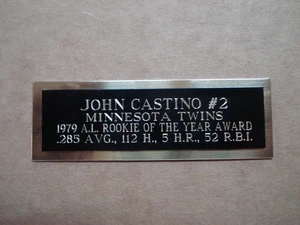 JOHN CASTINO #2
MINNESOTA TWINS
1979 A.L. ROOKIE OF THE YEAR AWARD
.285 AVG., 112 H., 5 H.R., 52 R.B.I.